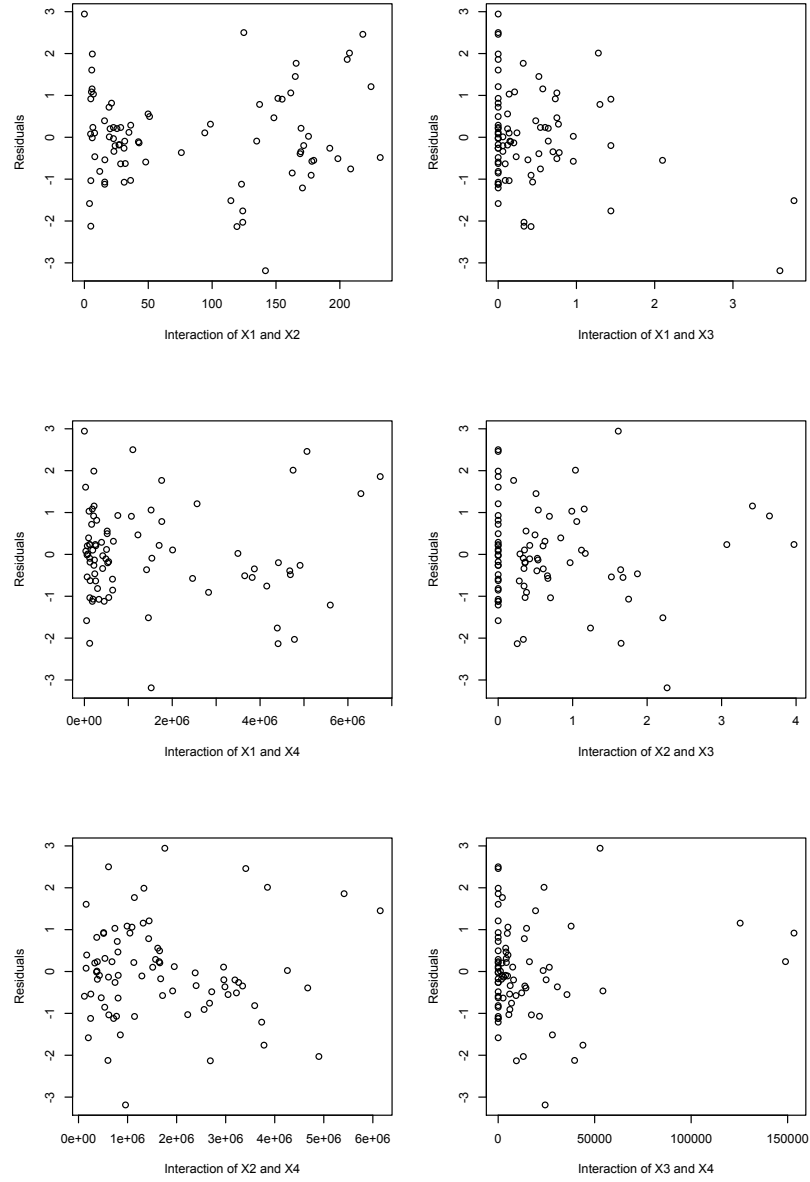 3
2
1
0
-1
-2
-3
Residuals
0 50 100 150 200
Interaction of X1 and X2
3
2
1
0
-1
-2
-3
Residuals
0 1 2 3
Interaction of X1 and X3
3
2
1
0
-1
-2
-3
Residuals
0e+00 2e+06 4e+06 6e+06
Interaction of X1 and X4
3
2
1
0
-1
-2
-3
Residuals
0 1 2 3 4
Interaction of X2 and X3
3
2
1
0
-1
-2
-3
Residuals
0e+00 1e+06 2e+06 3e+06 4e+06 5e+06 6e+06
Interaction of X2 and X4
3
2
1
0
-1
-2
-3
Residuals
0 50000 100000 150000
Interaction of X3 and X4